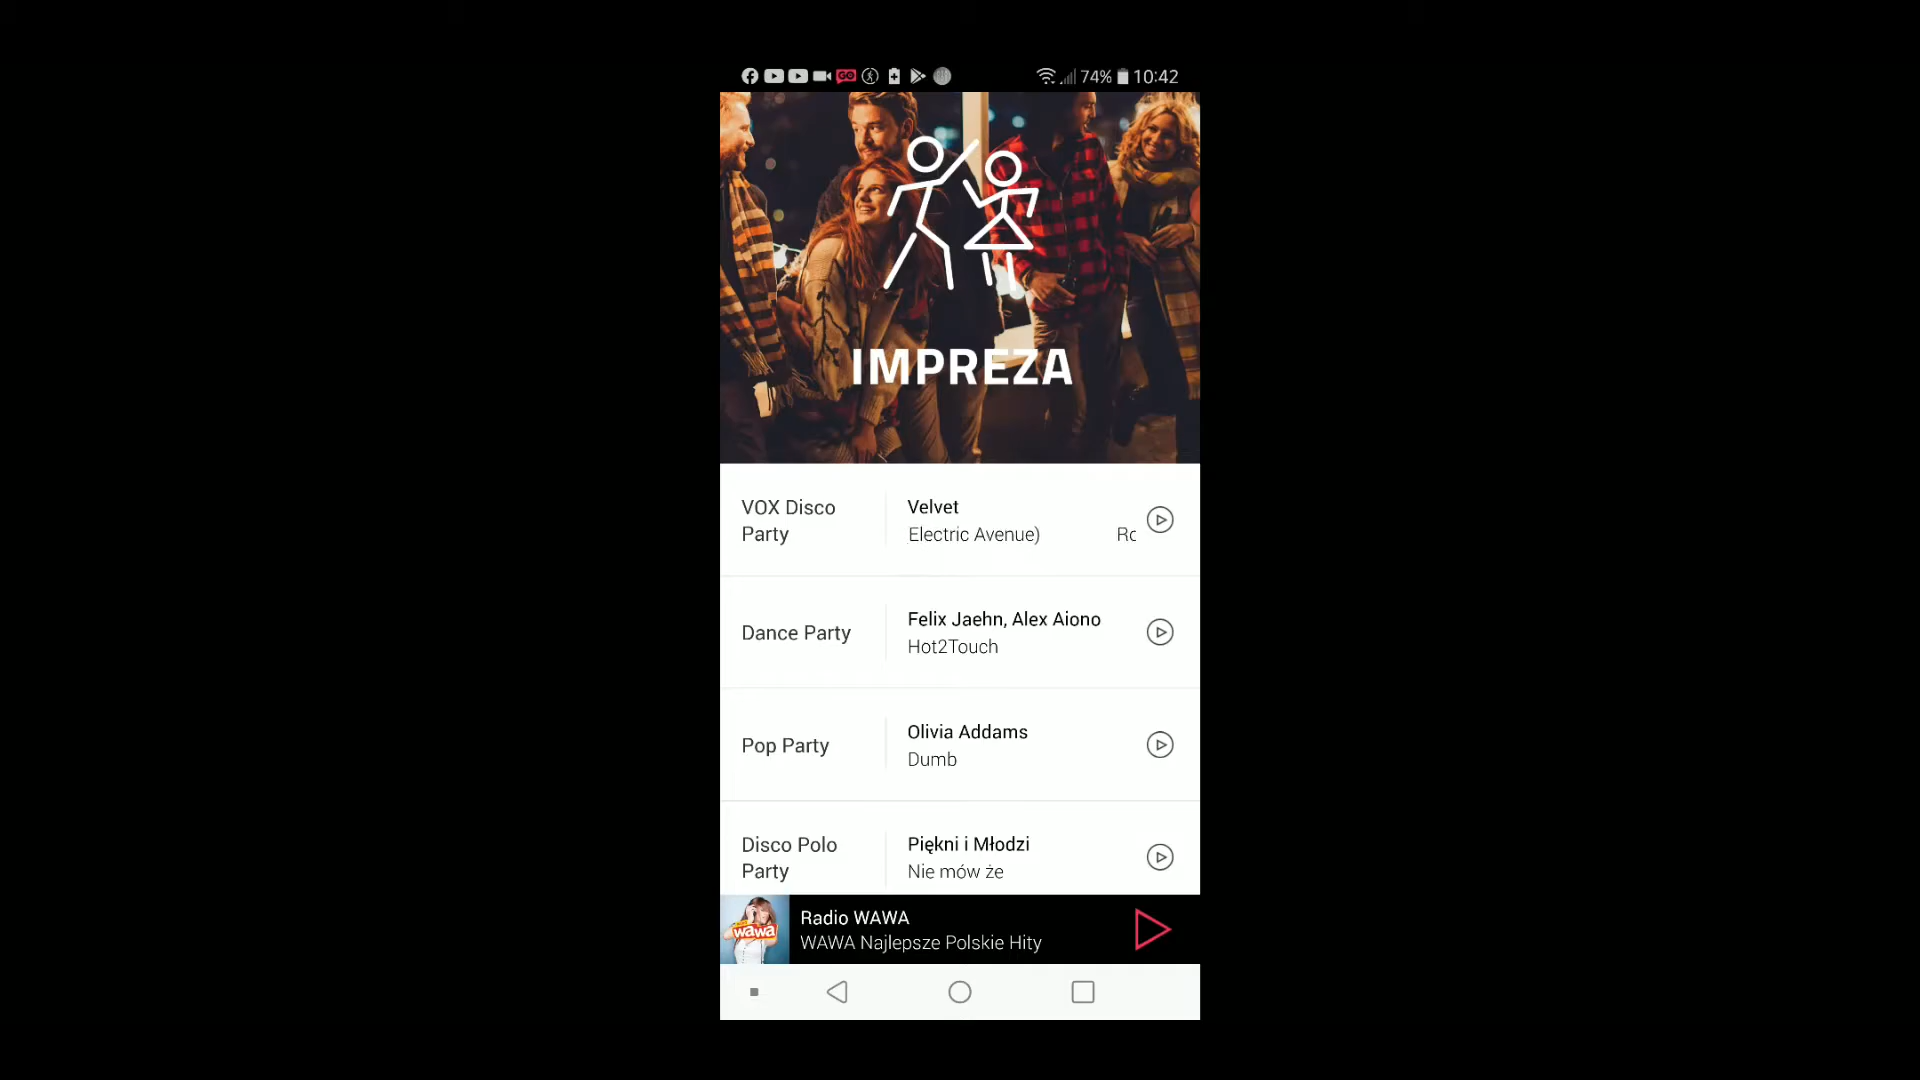 GO 74% 10:42
IMPREZA
VOX Disco
Party
Velvet
Electric Avenue)
Dance Party
Felix Jaehn, Alex Aiono
Hot2Touch
Pop Party
Olivia Addams
Dumb
Disco Polo
Party
Piękni i Młodzi
Nie mów że
wawa
Radio WAWA
WAWA Najlepsze Polskie Hity